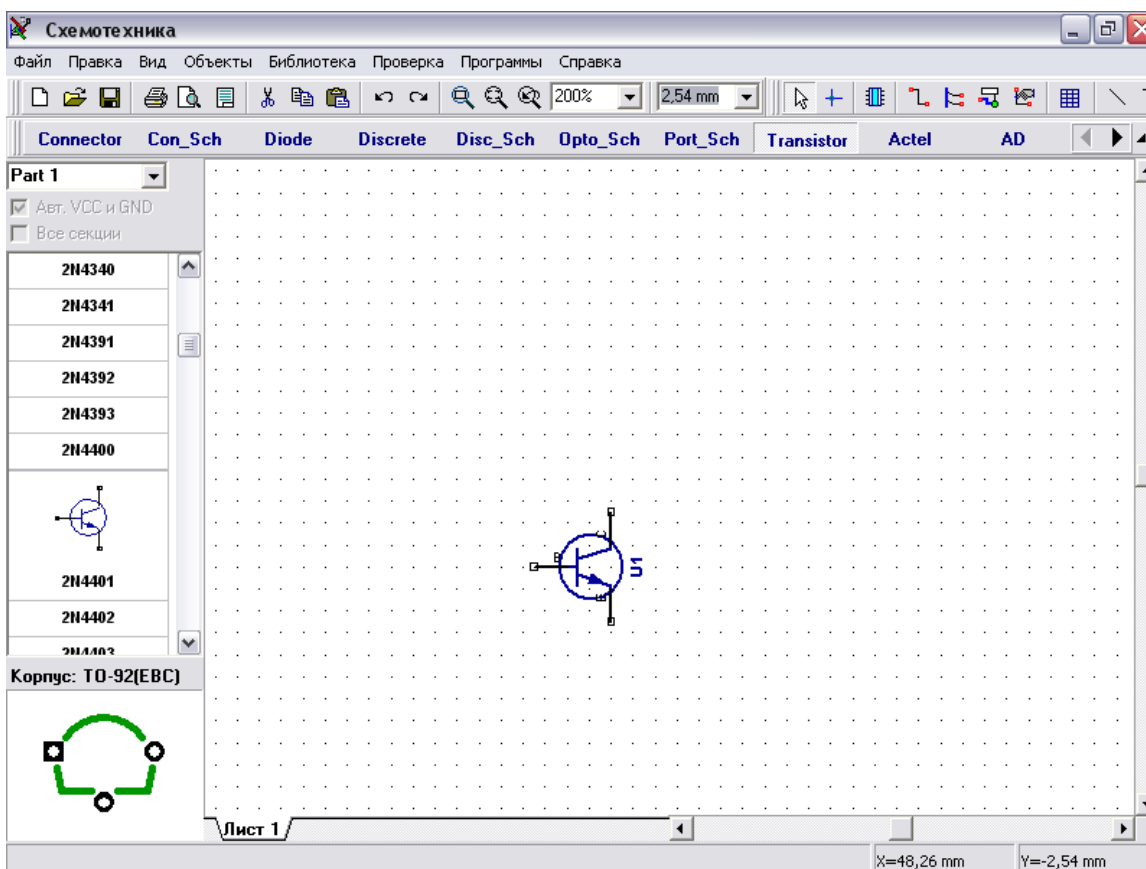 Схемотехника
Файл Правка Вид Объекты Библиотека Проверка Программы Справка
200% 2,54 mm
Connector Con_Sch Diode Discrete Disc_Sch Opto_Sch Port_Sch Transistor Actel AD
Part 1
Авт. VCC и GND
Все секции
2N4340
2N4341
2N4391
2N4392
2N4393
2N4400
2N4401
2N4402
2N4403
C
B
U1
E
Корпус: TO-92(EBC)
Лист 1
X=48,26 mm Y=-2,54 mm